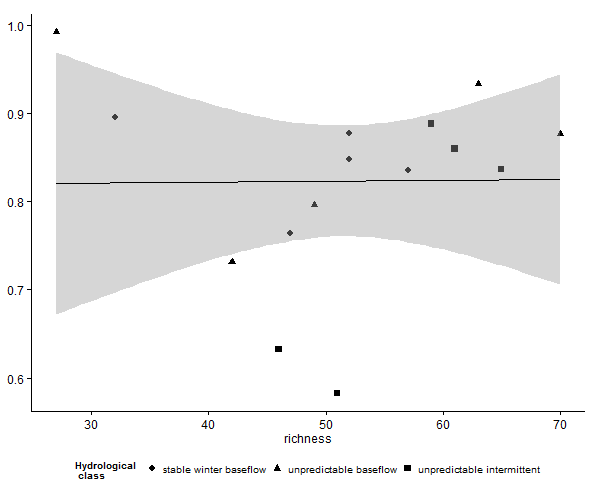 1.0
0.9
0.8
0.7
0.6
30 40 50 60 70
richness
Hydrological class stable winter baseflow unpredictable baseflow unpredictable intermittent